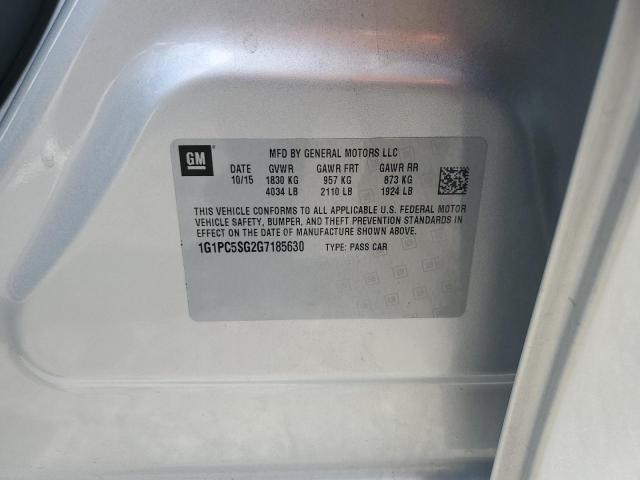 GM
MFD BY GENERAL MOTORS LLC
DATE GVWR GAWR FRT GAWR RR
10/15 1830 KG 957 KG 873 KG
4034 LB 2110 LB 1924 LB
THIS VEHICLE CONFORMS TO ALL APPLICABLE U.S. FEDERAL MOTOR
VEHICLE SAFETY, BUMPER, AND THEFT PREVENTION STANDARDS IN
EFFECT ON THE DATE OF MANUFACTURE SHOWN ABOVE.
1G1PC5SG2G7185630 TYPE: PASS CAR